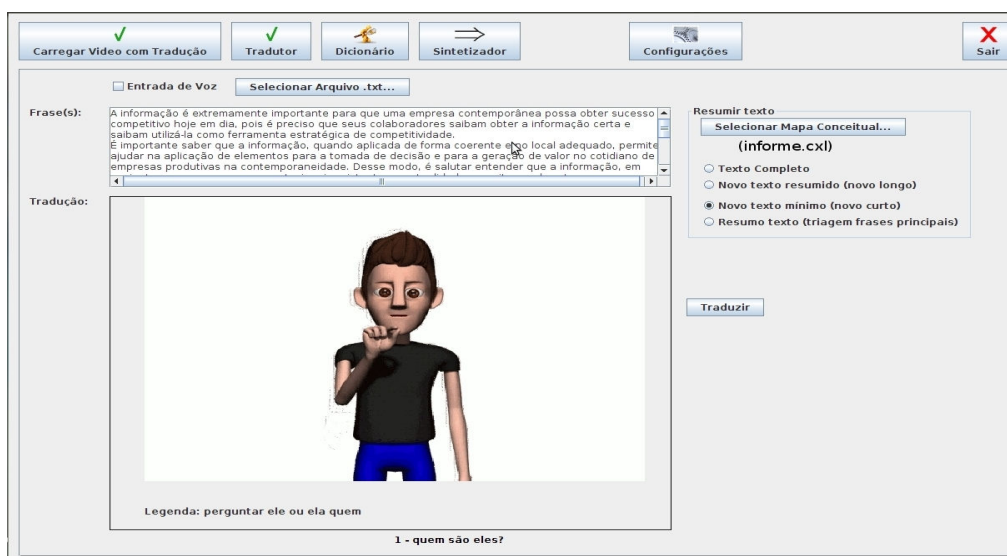 Carregar Video com Tradução
Tradutor
Dicionário
Sintetizador
Configurações
Sair
Entrada de Voz
Selecionar Arquivo .txt...
Frase(s):
A informação é extremamente importante para que uma empresa contemporânea possa obter sucesso
competitivo hoje em dia, pois é preciso que seus colaboradores saibam obter a informação certa e
saibam utilizá-la como ferramenta estratégica de competitividade.
É importante saber que a informação, quando aplicada de forma coerente e no local adequado, permite
ajudar na aplicação de elementos para a tomada de decisão e para a geração de valor no cotidiano de
empresas produtivas na contemporaneidade. Desse modo, é salutar entender que a informação, em
Resumir texto
Selecionar Mapa Conceitual...
(informe.cxl)
Texto Completo
Novo texto resumido (novo longo)
Novo texto mínimo (novo curto)
Resumo texto (triagem frases principais)
Tradução:
Traduzir
Legenda: perguntar ele ou ela quem
1 - quem são eles?